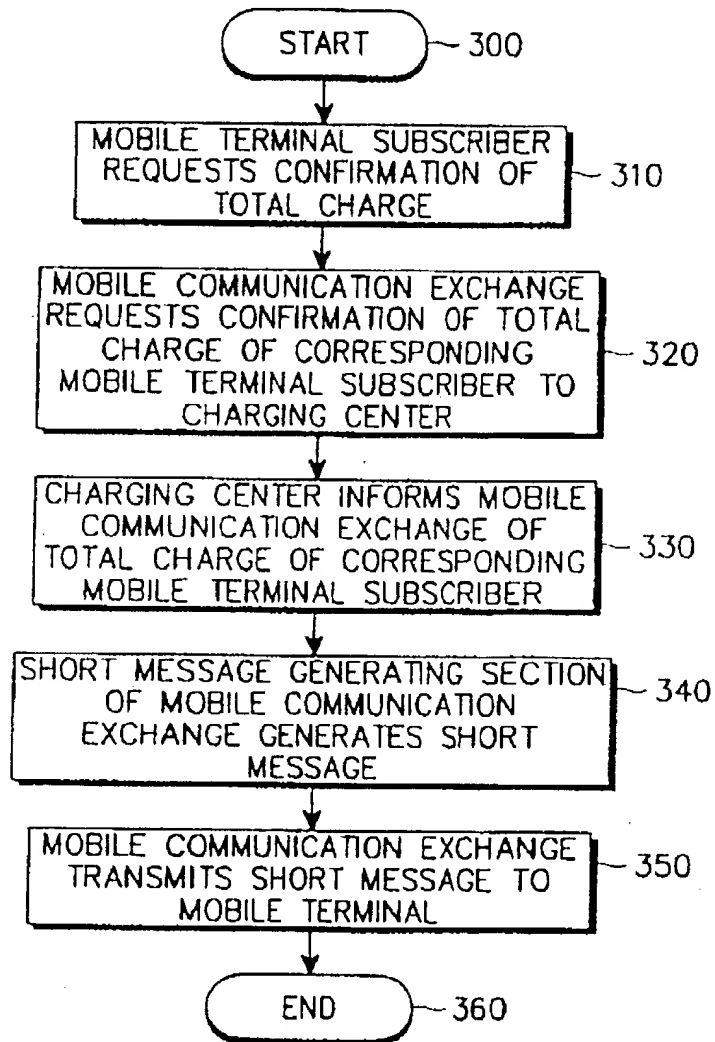 START
300
MOBILE TERMINAL SUBSCRIBER
REQUESTS CONFIRMATION OF
TOTAL CHARGE
310
MOBILE COMMUNICATION EXCHANGE
REQUESTS CONFIRMATION OF TOTAL
CHARGE OF CORRESPONDING
MOBILE TERMINAL SUBSCRIBER TO
CHARGING CENTER
320
CHARGING CENTER INFORMS MOBILE
COMMUNICATION EXCHANGE OF
TOTAL CHARGE OF CORRESPONDING
MOBILE TERMINAL SUBSCRIBER
330
SHORT MESSAGE GENERATING SECTION
OF MOBILE COMMUNICATION
EXCHANGE GENERATES SHORT
MESSAGE
340
MOBILE COMMUNICATION EXCHANGE
TRANSMITS SHORT MESSAGE TO
MOBILE TERMINAL
350
END
360